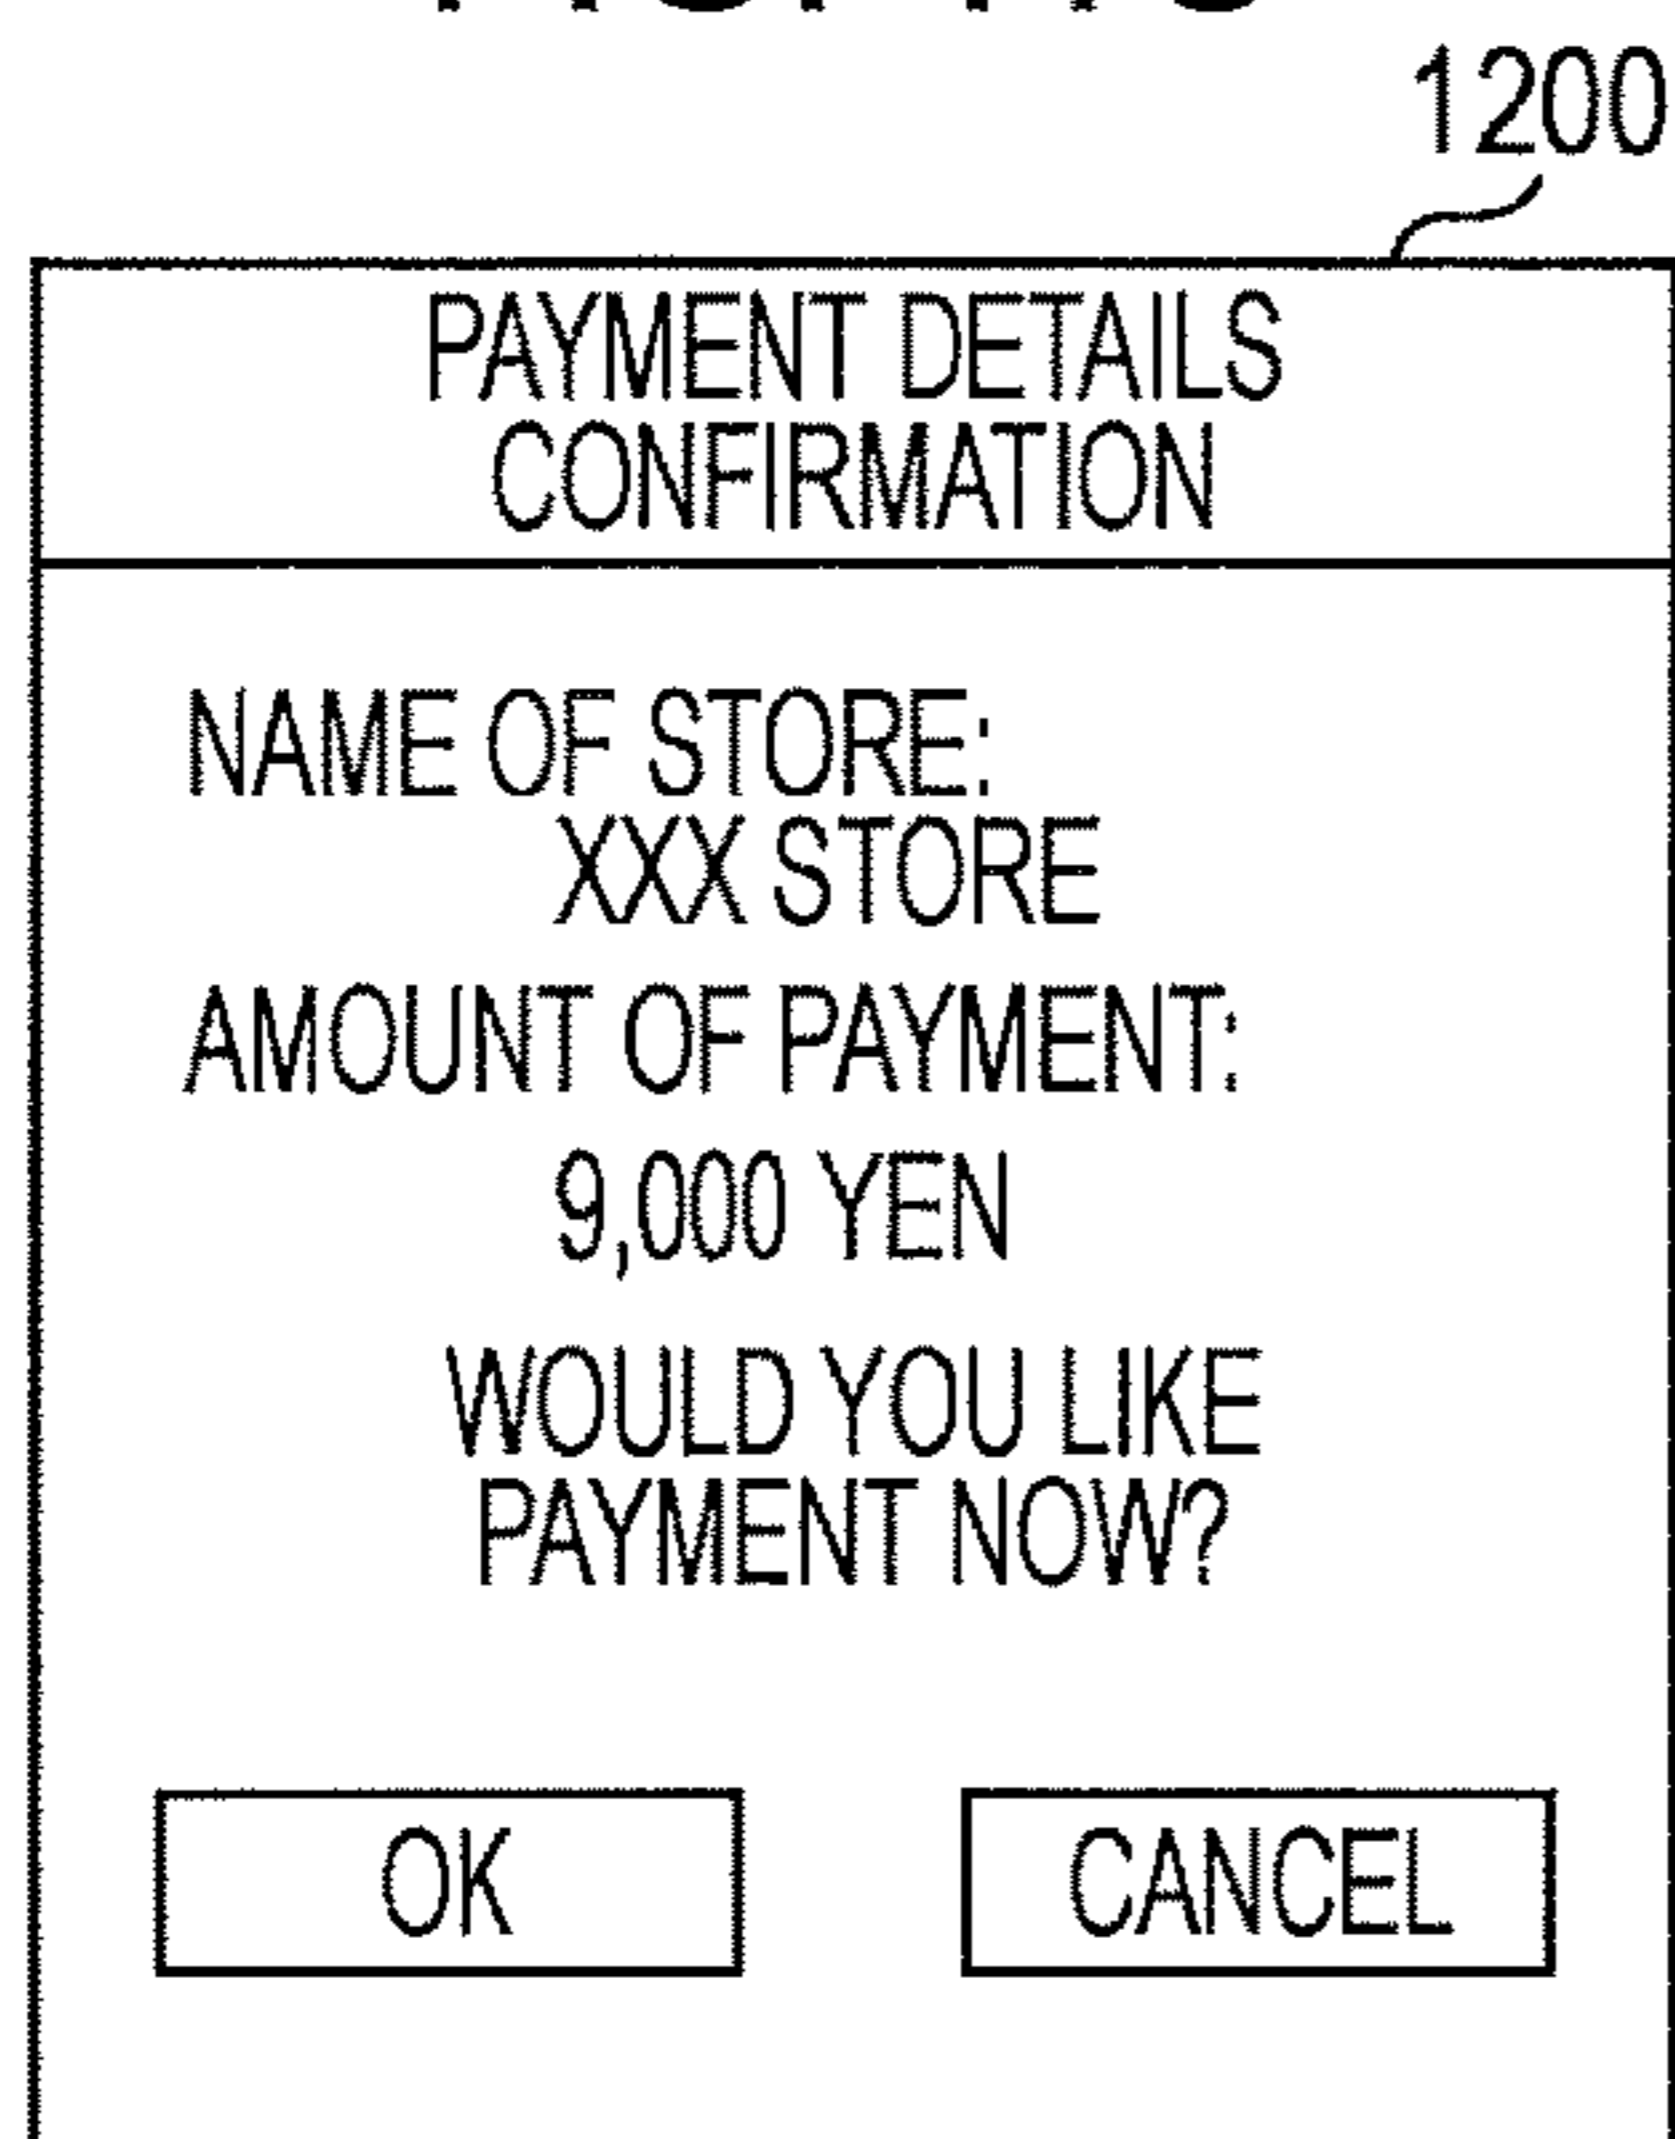 1200
PAYMENT DETAILS
CONFIRMATION
NAME OF STORE:
XXX STORE
AMOUNT OF PAYMENT:
9,000 YEN
WOULD YOU LIKE
PAYMENT NOW?
OK CANCEL